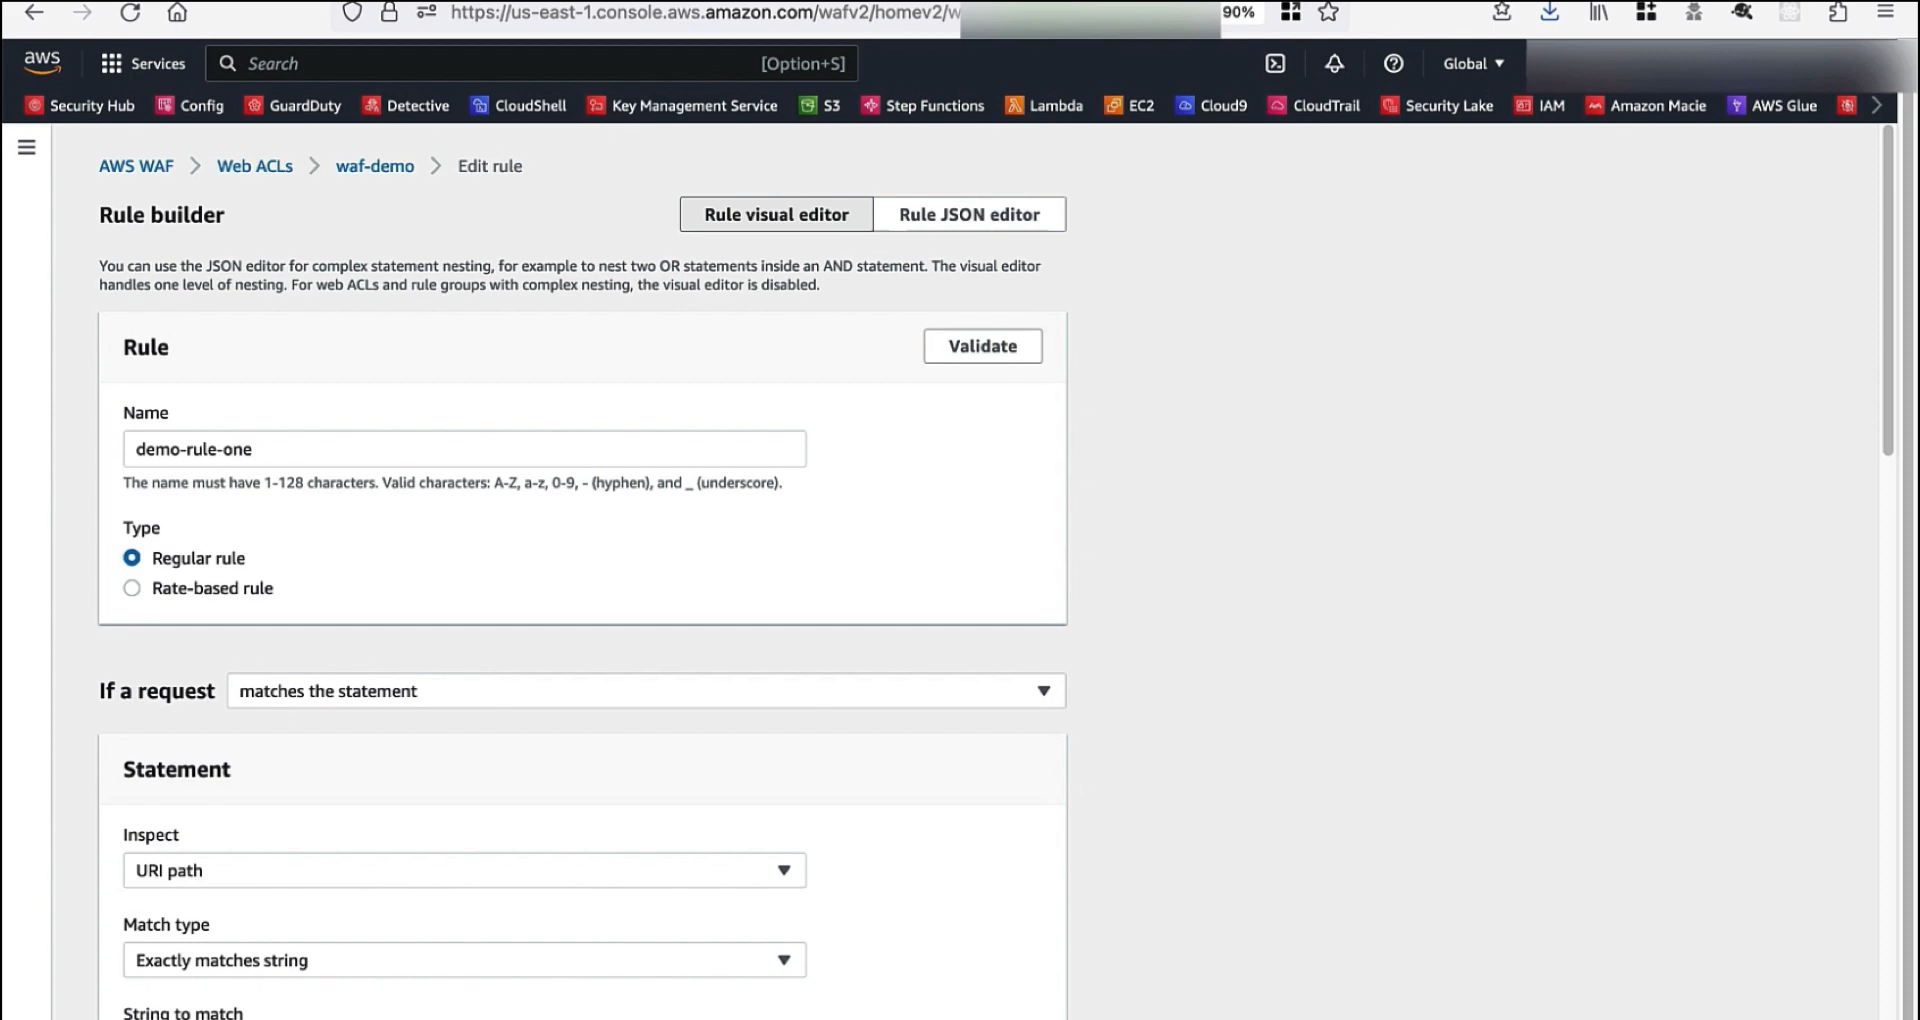 https://us-east-1.console.aws.amazon.com/wafv2/homev2/w
90%
aws
Services
Search
[Option+S]
Global
Security Hub
Config
GuardDuty
Detective
CloudShell
Key Management Service
S3
Step Functions
Lambda
EC2
Cloud9
CloudTrail
Security Lake
IAM
Amazon Macie
AWS Glue
AWS WAF > Web ACLs > waf-demo > Edit rule
Rule builder
Rule visual editor
Rule JSON editor
You can use the JSON editor for complex statement nesting, for example to nest two OR statements inside an AND statement. The visual editor
handles one level of nesting. For web ACLs and rule groups with complex nesting, the visual editor is disabled.
Rule
Validate
Name
demo-rule-one
The name must have 1-128 characters. Valid characters: A-Z, a-z, 0-9, - (hyphen), and _ (underscore).
Type
Regular rule
Rate-based rule
If a request
matches the statement
Statement
Inspect
URI path
Match type
Exactly matches string
String to match